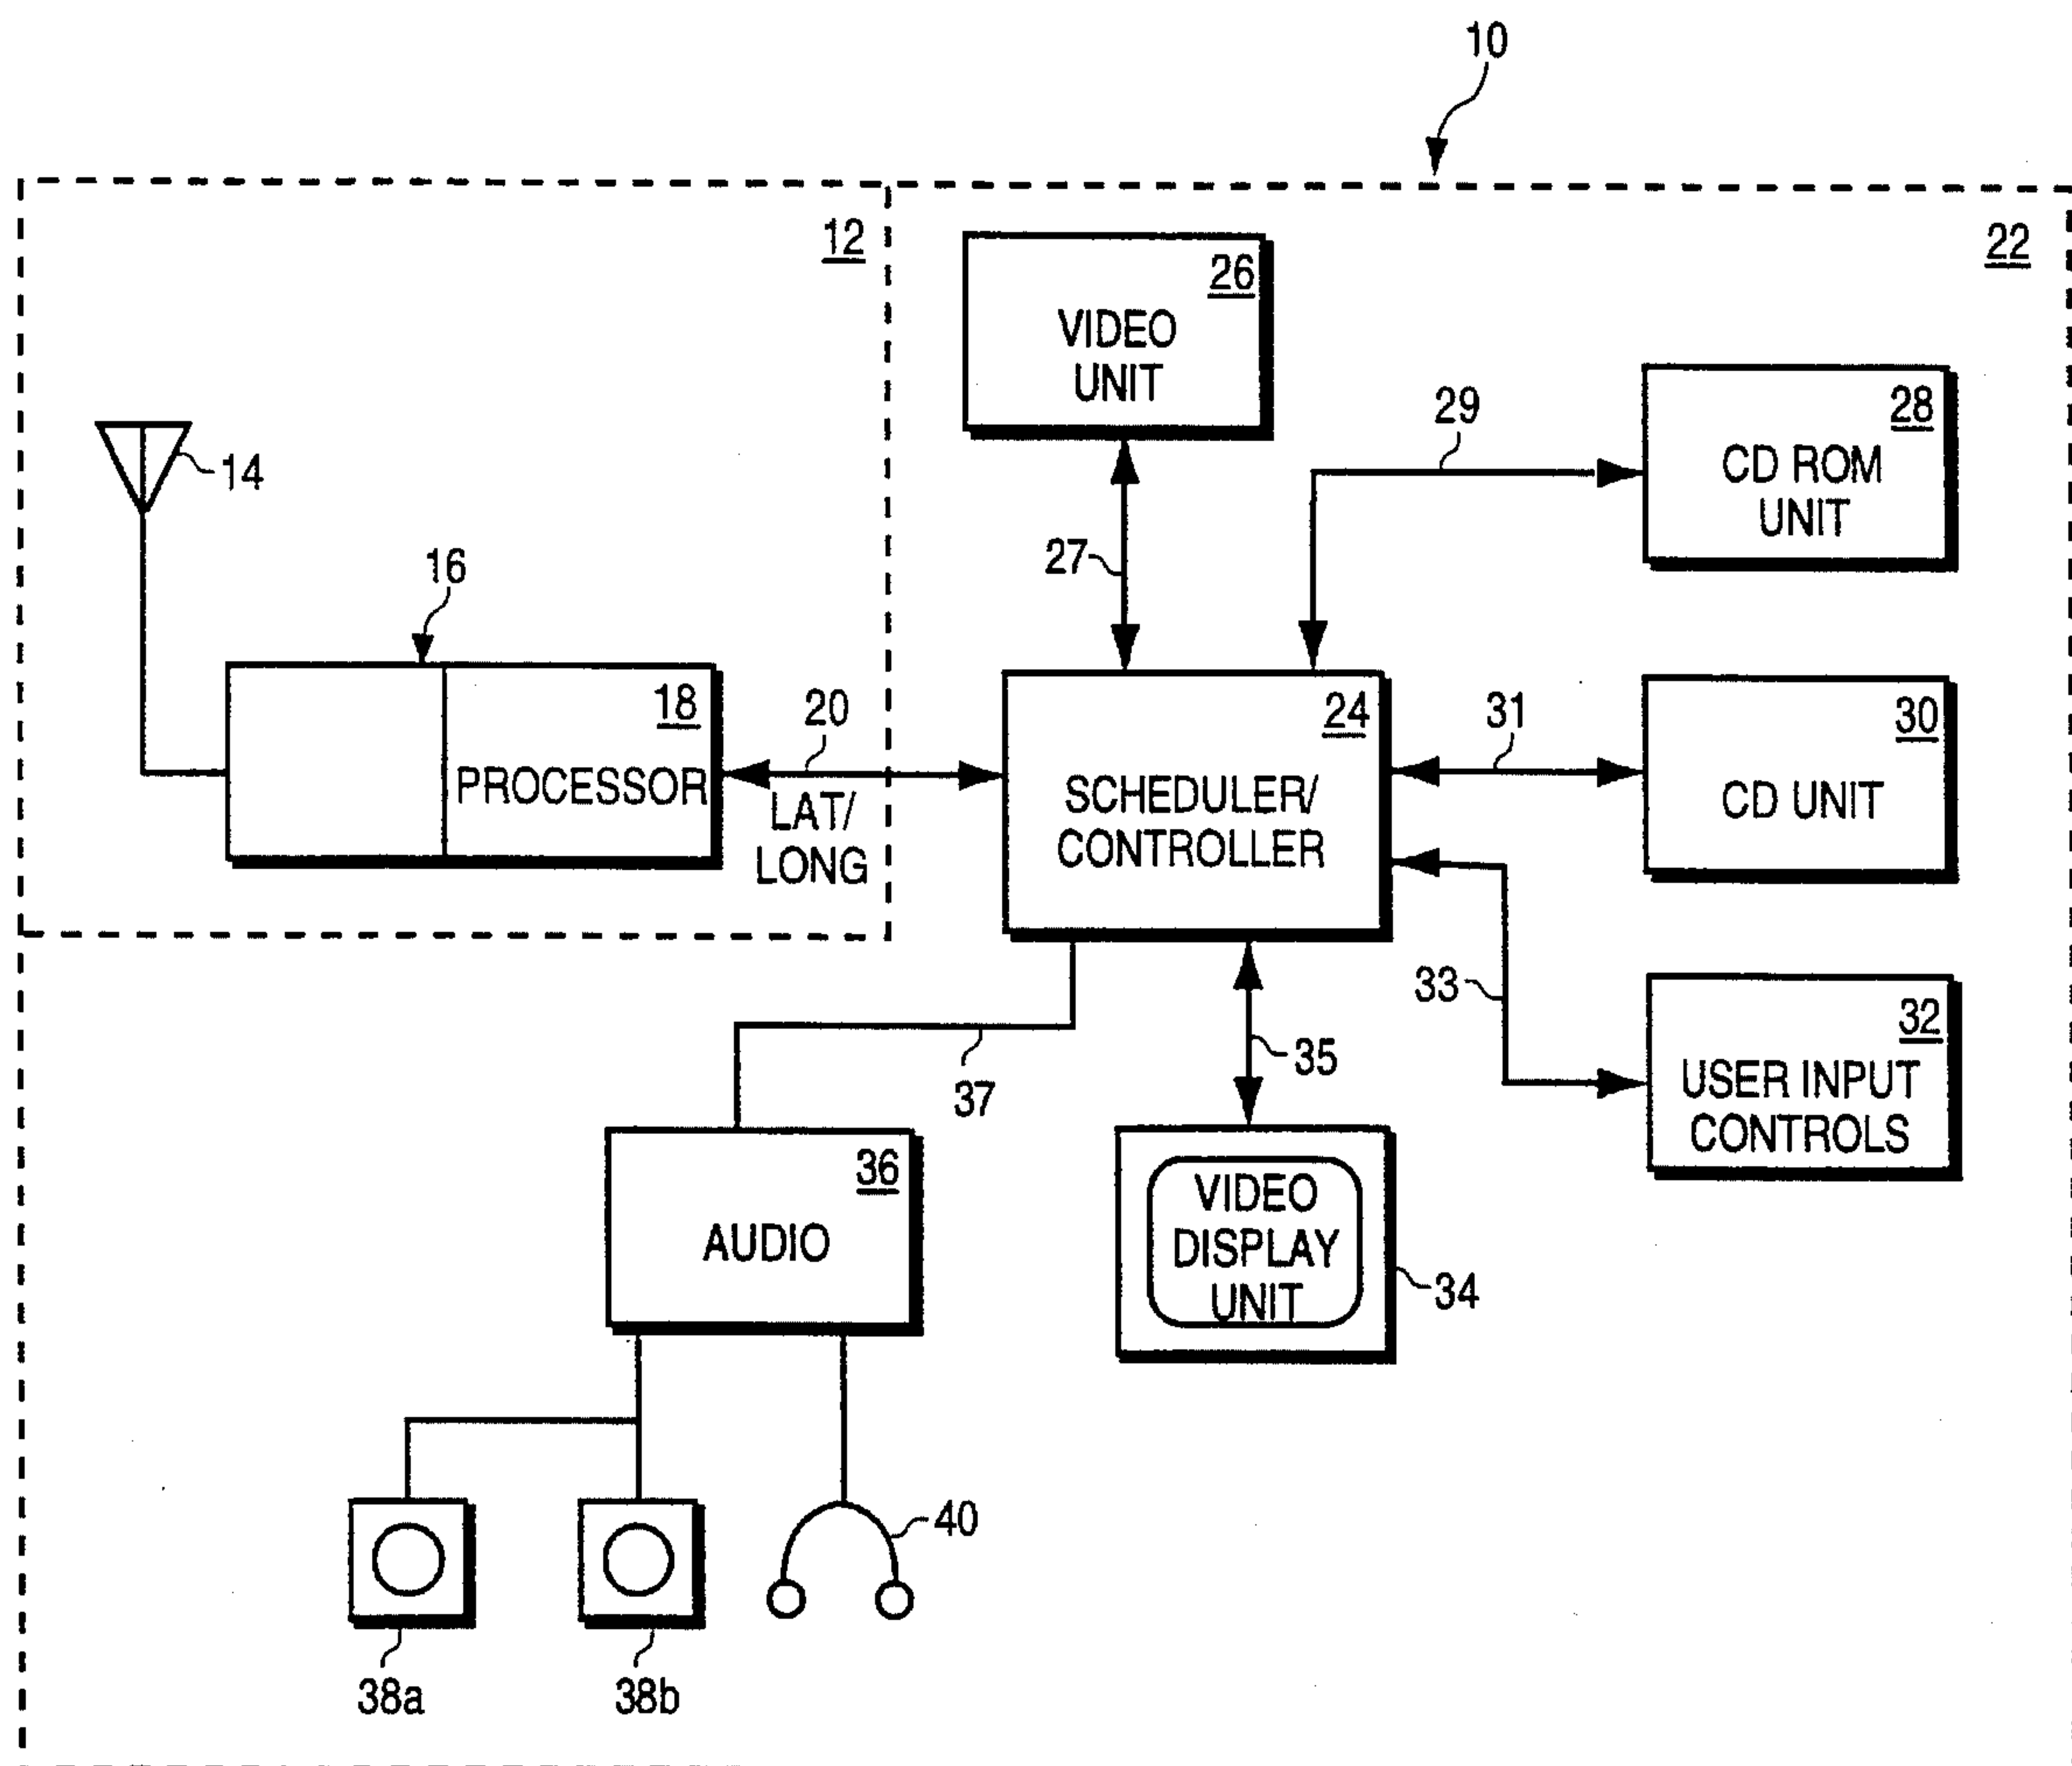 10
12
22
26
VIDEO
UNIT
29
28
CD ROM
UNIT
14
27
16
18
PROCESSOR
20
LAT/
LONG
24
SCHEDULER/
CONTROLLER
31
30
CD UNIT
33
32
USER INPUT
CONTROLS
37
35
36
AUDIO
VIDEO
DISPLAY
UNIT
34
40
38a
38b